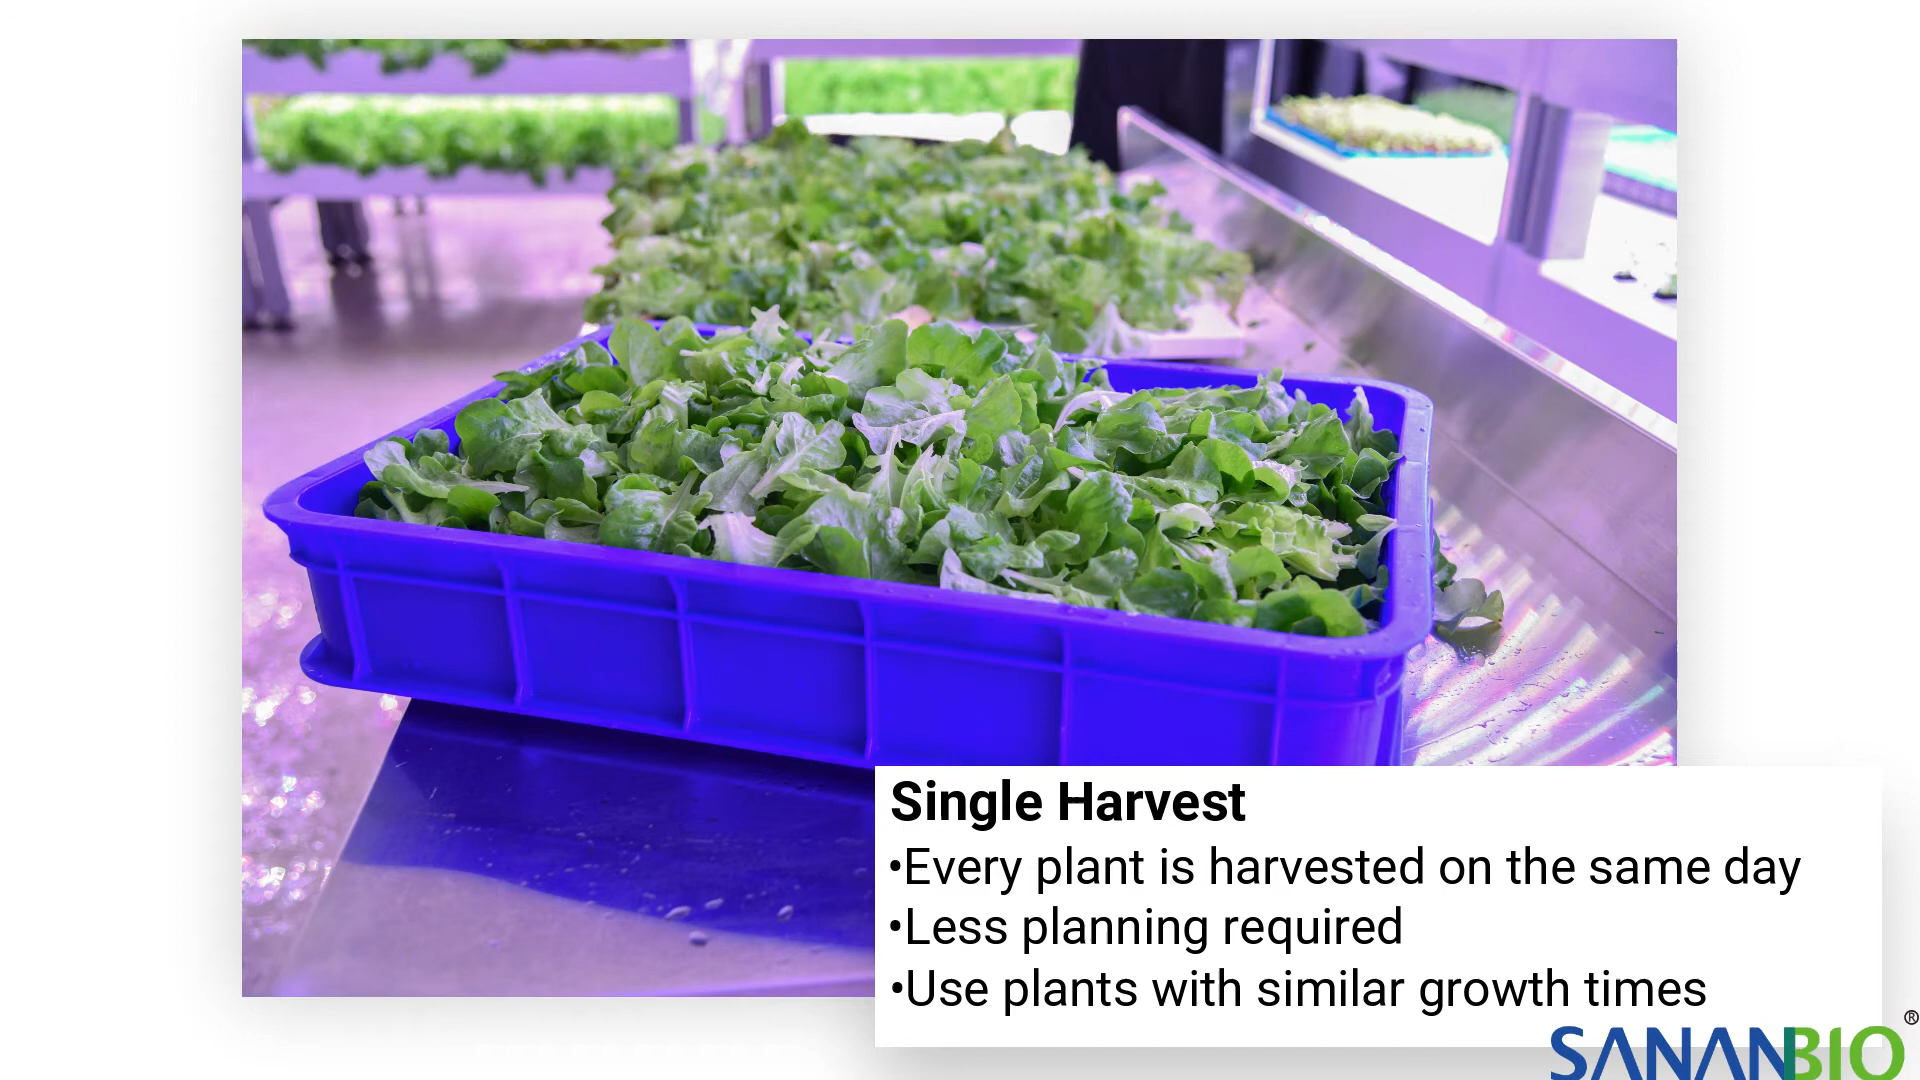 Single Harvest
•Every plant is harvested on the same day
•Less planning required
•Use plants with similar growth times
SANANBIO®